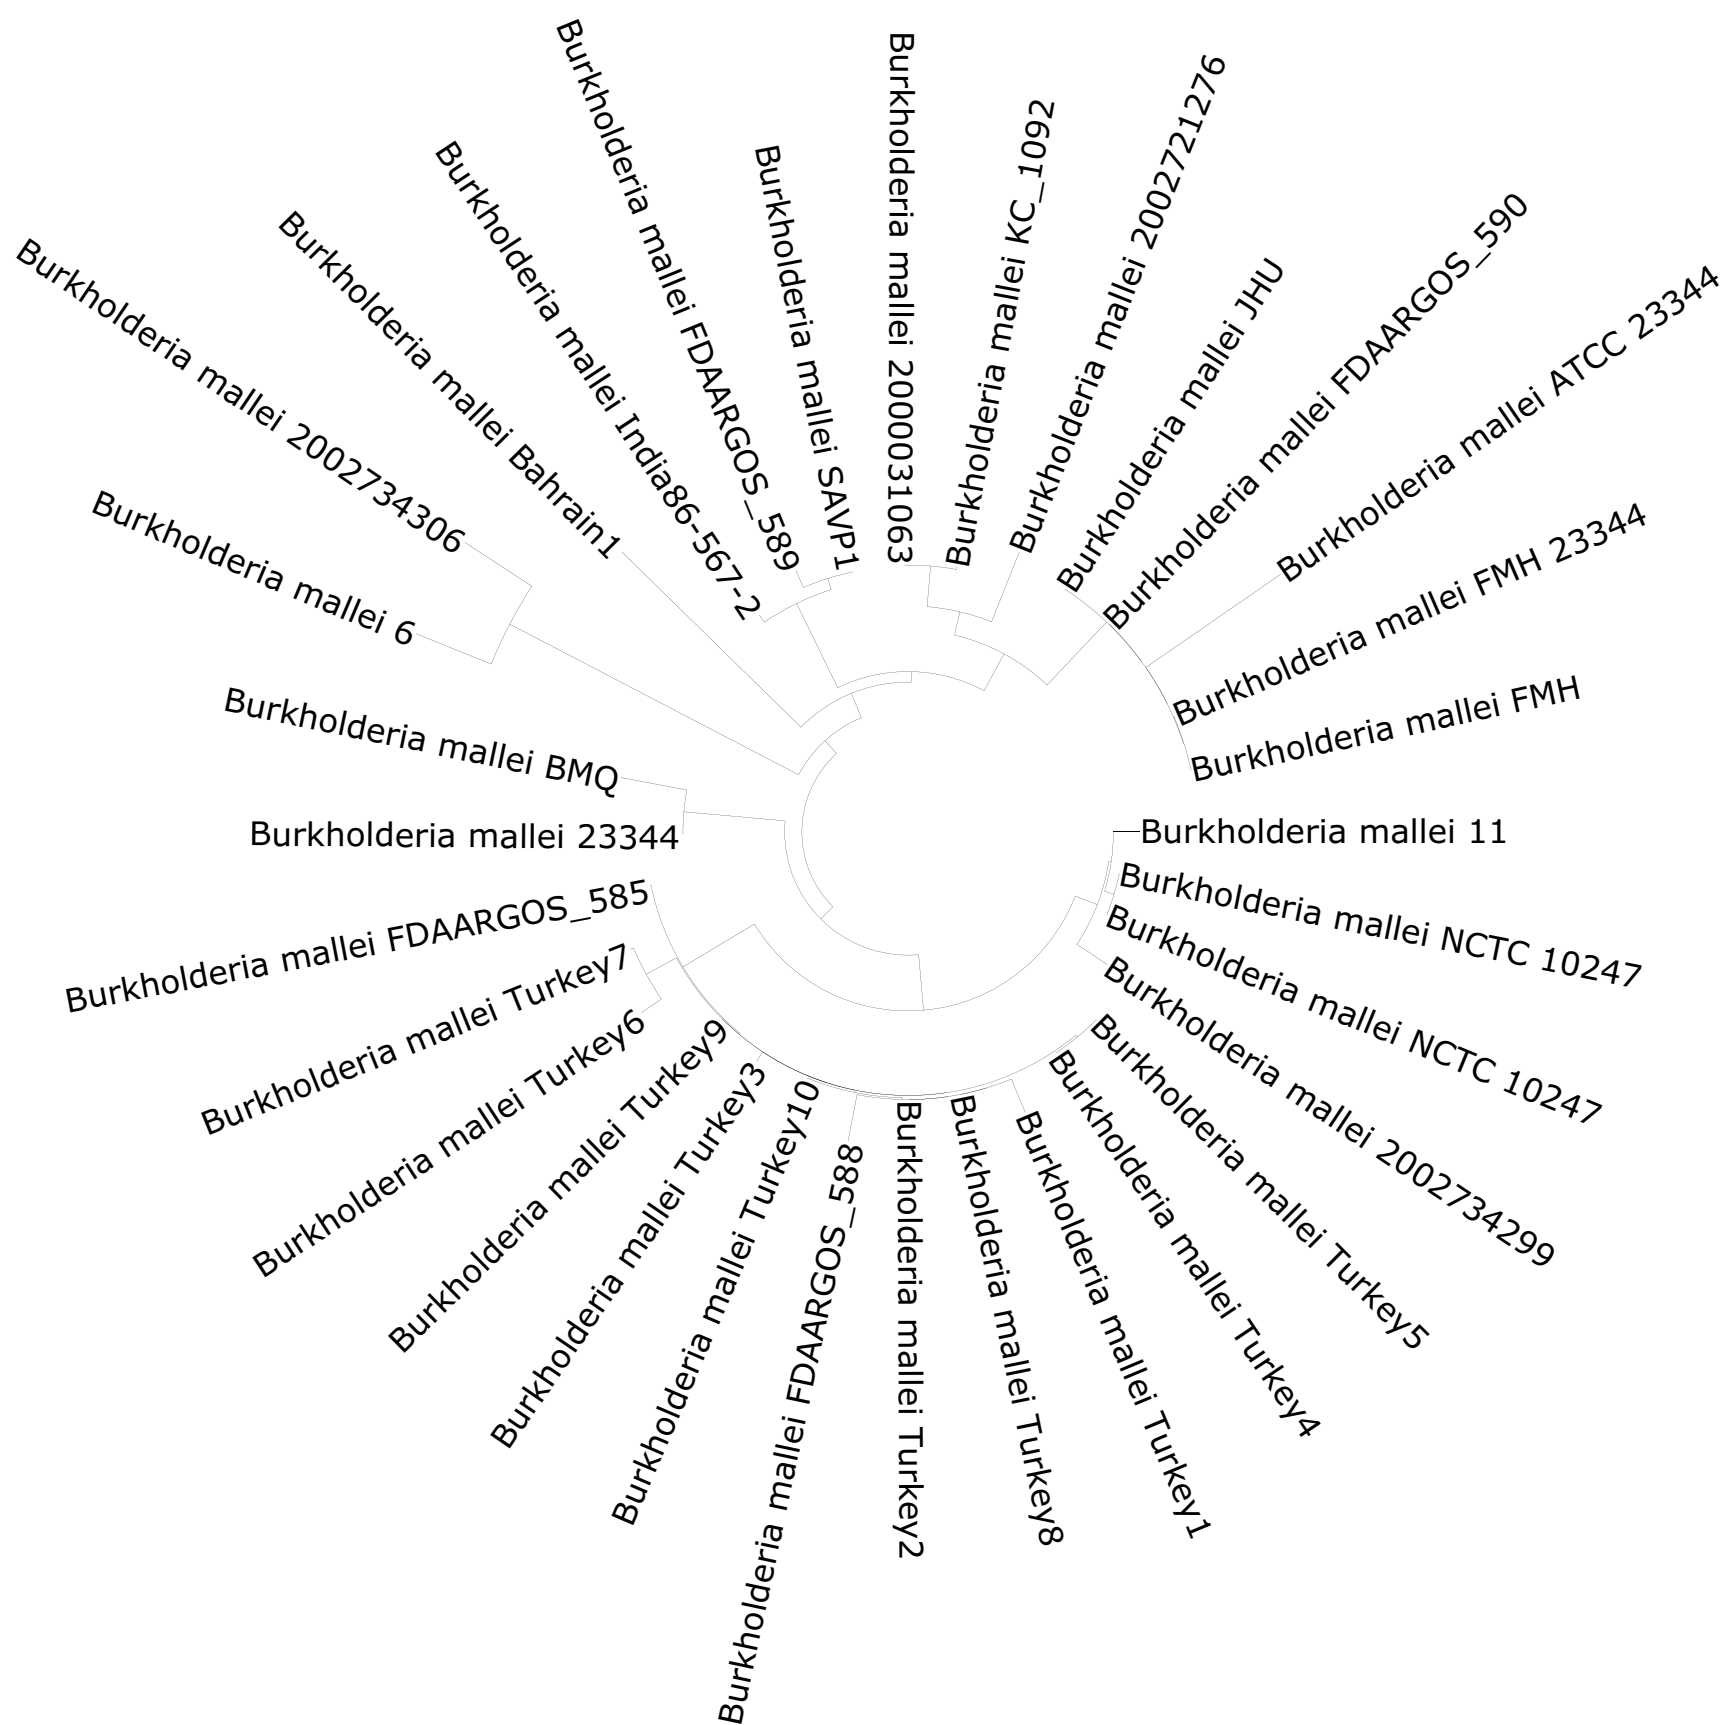 Burkholderia mallei 2000031063
Burkholderia mallei KC_1092
Burkholderia mallei 2002721276
Burkholderia mallei JHU
Burkholderia mallei FDAARGOS_590
Burkholderia mallei ATCC 23344
Burkholderia mallei FMH 23344
Burkholderia mallei FMH
Burkholderia mallei 11
Burkholderia mallei NCTC 10247
Burkholderia mallei NCTC 10247
Burkholderia mallei 2002734299
Burkholderia mallei Turkey5
Burkholderia mallei Turkey4
Burkholderia mallei Turkey1
Burkholderia mallei Turkey8
Burkholderia mallei Turkey2
Burkholderia mallei FDAARGOS_588
Burkholderia mallei Turkey10
Burkholderia mallei Turkey3
Burkholderia mallei Turkey9
Burkholderia mallei Turkey6
Burkholderia mallei Turkey7
Burkholderia mallei FDAARGOS_585
Burkholderia mallei 23344
Burkholderia mallei BMQ
Burkholderia mallei 6
Burkholderia mallei 2002734306
Burkholderia mallei Bahrain1
Burkholderia mallei India86-567-2
Burkholderia mallei FDAARGOS_589
Burkholderia mallei SAVP1